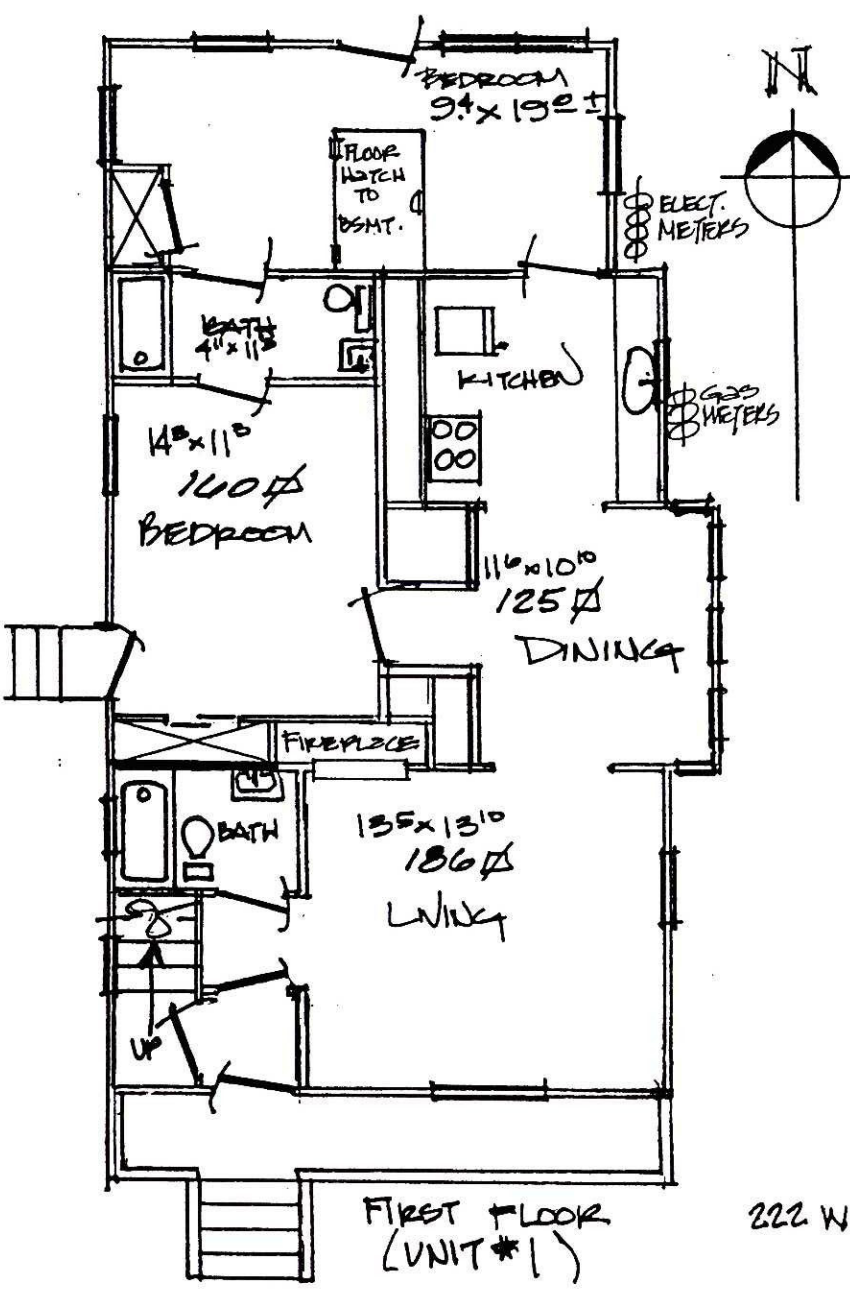 N
BEDROOM
9⁴ x 19⁰ ±
FLOOR
HATCH
TO
BSMT.
ELECT.
METERS
BATH
4¹¹ x 11³
KITCHEN
GAS
METERS
14³ x 11³
160 ⌷
BEDROOM
11⁶ x 10¹⁰
125 ⌷
DINING
FIREPLACE
BATH
13⁵ x 13¹⁰
186 ⌷
LIVING
UP
FIRST FLOOR
(UNIT #1)
222 W